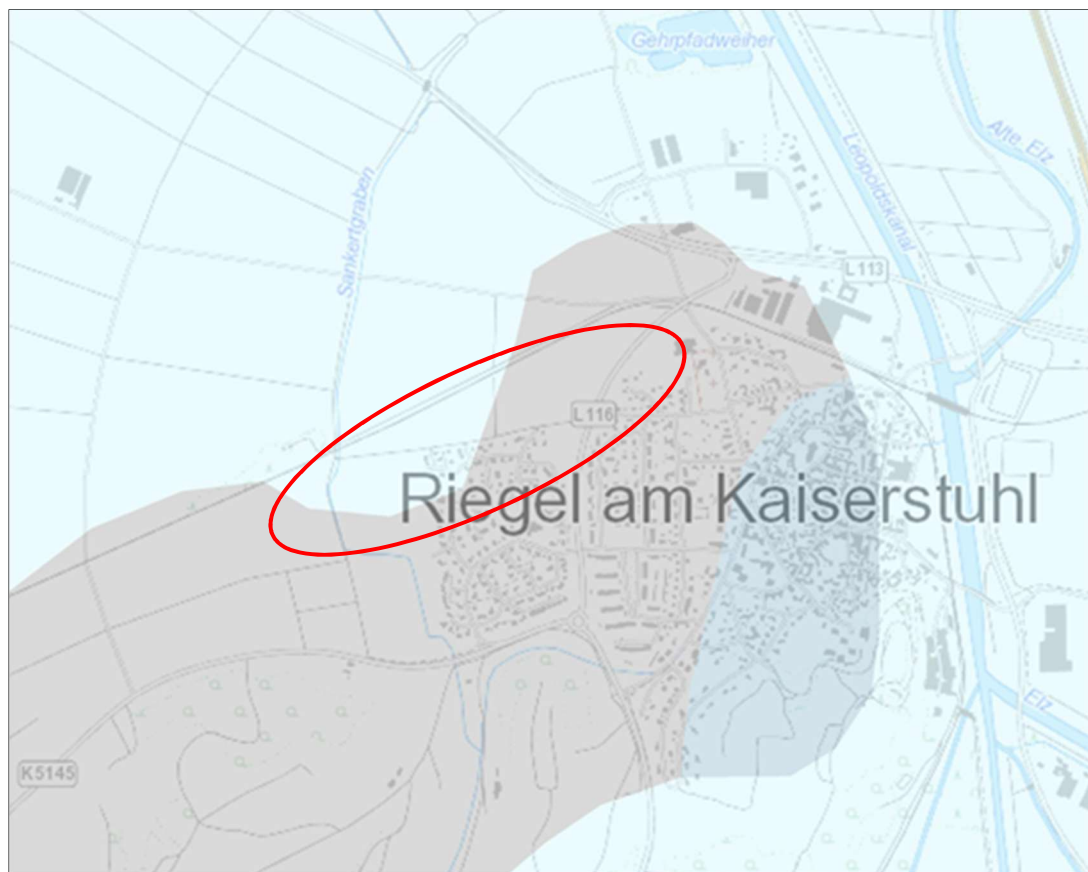 Gehrpfadweiher
Alte Elz
Leopoldskanal
Sankertgraben
L 113
L 116
Riegel am Kaiserstuhl
Elz
K5145